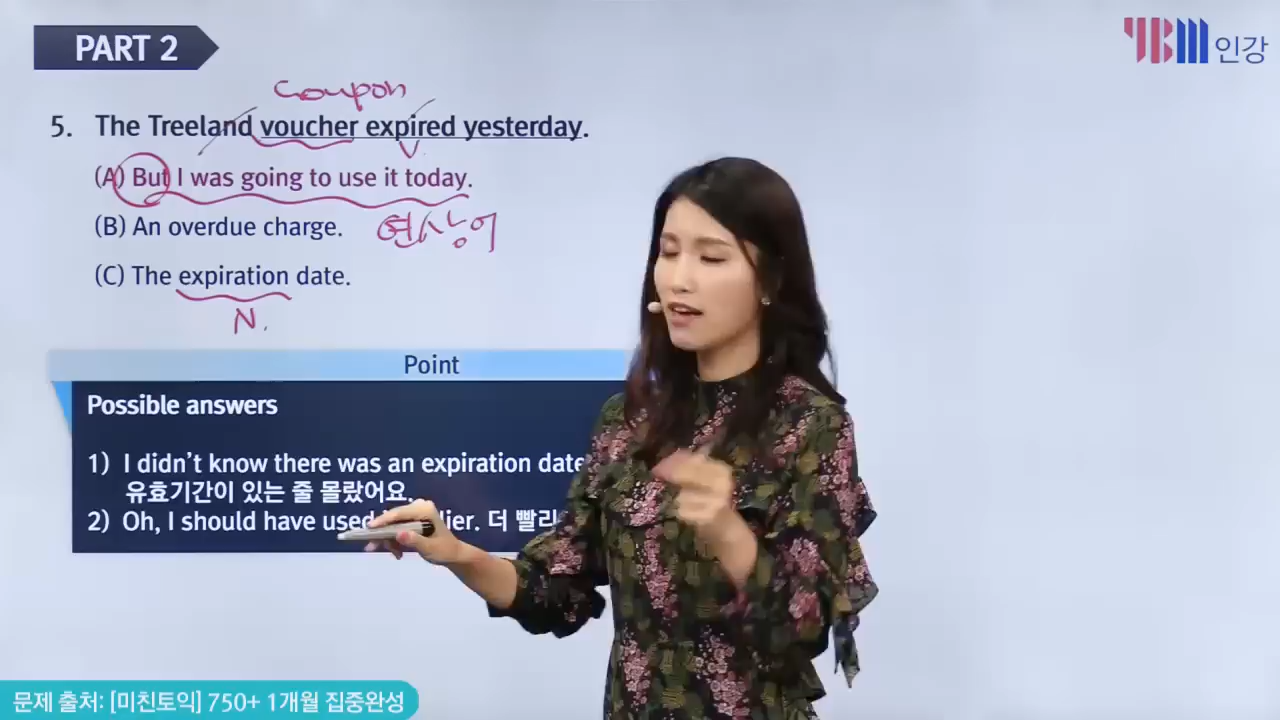 PART 2
YBM 인강
Coupon
5. The Treeland voucher expired yesterday.
(A) But I was going to use it today.
(B) An overdue charge. 연상어
(C) The expiration date.
N.
Point
Possible answers
1) I didn't know there was an expiration date
유효기간이 있는 줄 몰랐어요.
2) Oh, I should have used lier. 더 빨리
문제 출처: [미친토익] 750+ 1개월 집중완성